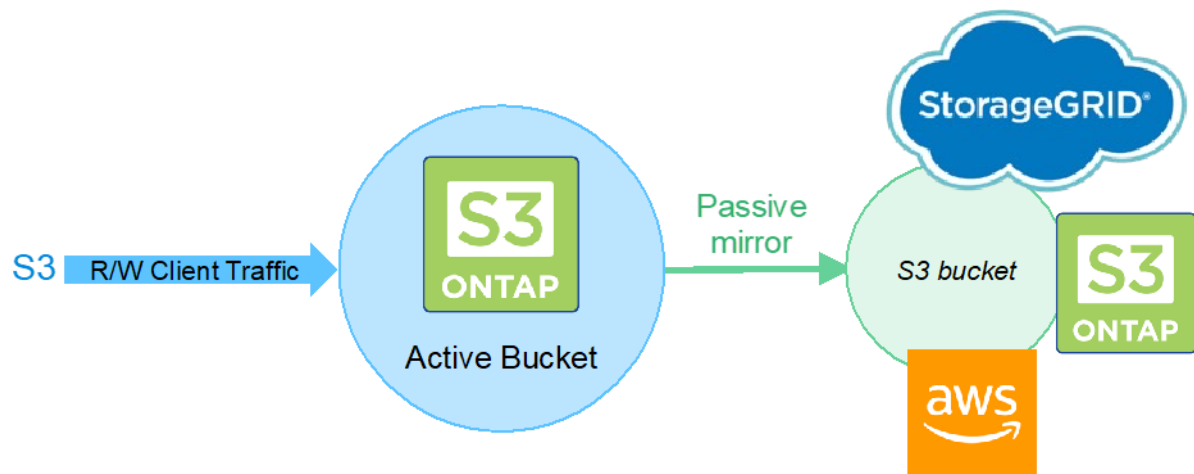 S3
R/W Client Traffic
S3
ONTAP
Active Bucket
Passive
mirror
StorageGRID®
S3 bucket
S3
ONTAP
aws